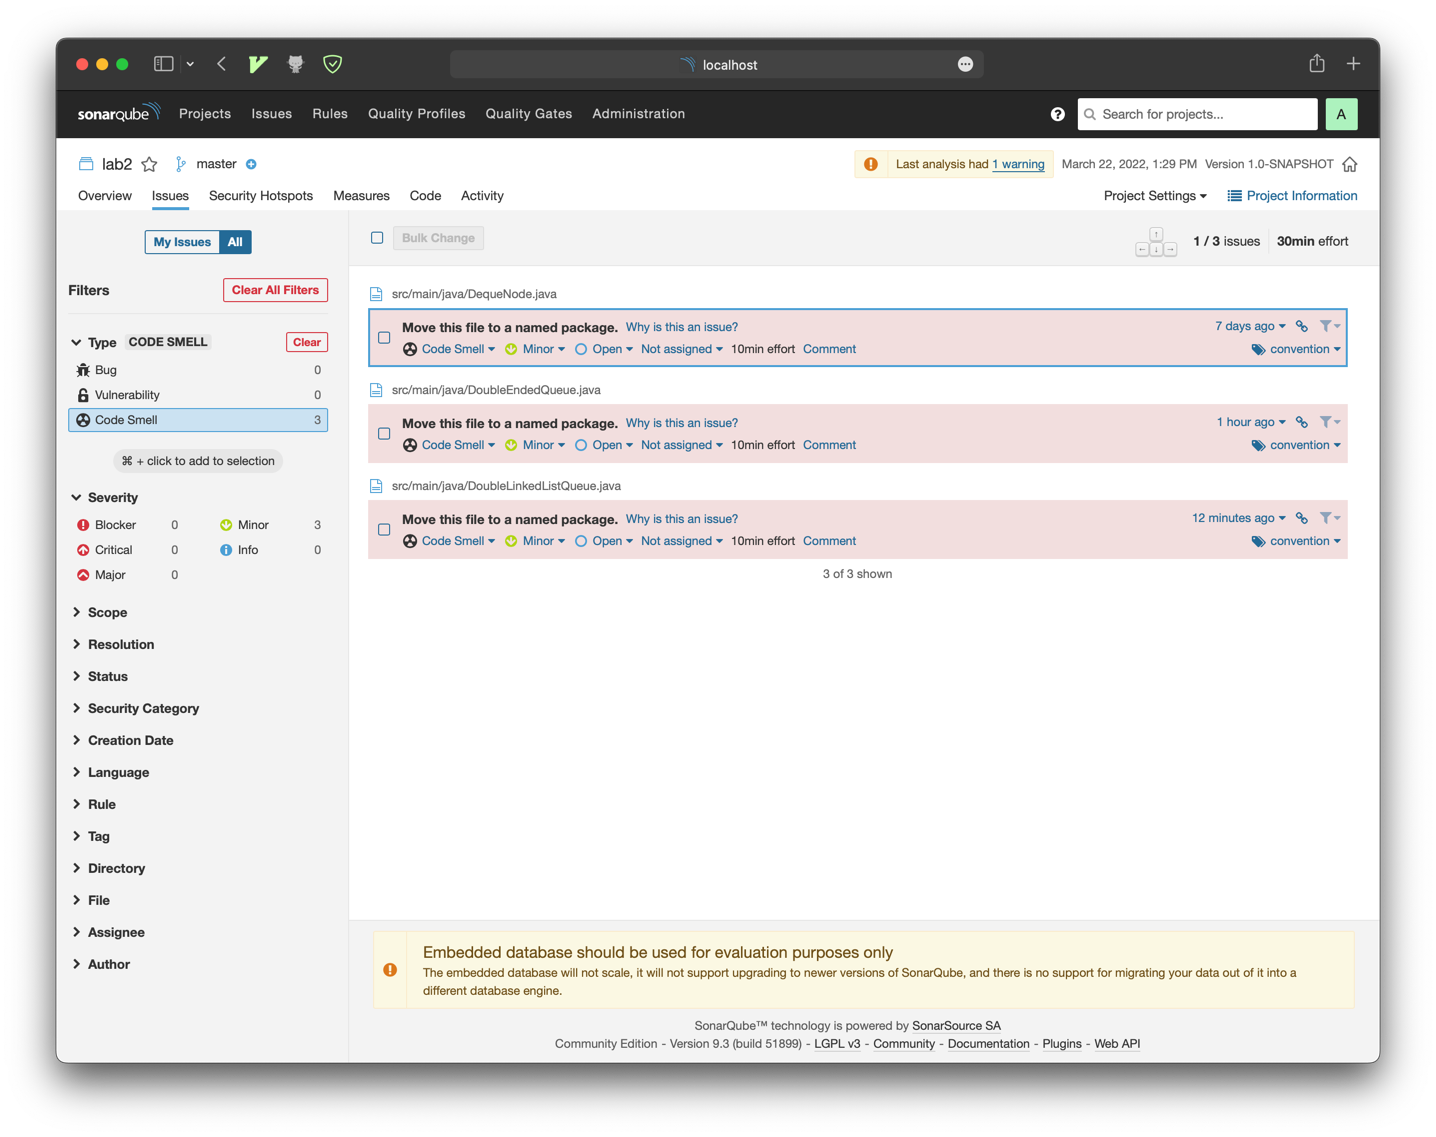 localhost
sonarqube Projects Issues Rules Quality Profiles Quality Gates Administration ? Search for projects... A
lab2 master Last analysis had 1 warning March 22, 2022, 1:29 PM Version 1.0-SNAPSHOT
Overview Issues Security Hotspots Measures Code Activity Project Settings Project Information
My Issues All
Bulk Change
1 / 3 issues 30min effort
Filters Clear All Filters
Type CODE SMELL Clear
Bug 0
Vulnerability 0
Code Smell 3
⌘ + click to add to selection
Severity
Blocker 0 Minor 3
Critical 0 Info 0
Major 0
Scope
Resolution
Status
Security Category
Creation Date
Language
Rule
Tag
Directory
File
Assignee
Author
src/main/java/DequeNode.java
Move this file to a named package. Why is this an issue? 7 days ago
Code Smell Minor Open Not assigned 10min effort Comment convention
src/main/java/DoubleEndedQueue.java
Move this file to a named package. Why is this an issue? 1 hour ago
Code Smell Minor Open Not assigned 10min effort Comment convention
src/main/java/DoubleLinkedListQueue.java
Move this file to a named package. Why is this an issue? 12 minutes ago
Code Smell Minor Open Not assigned 10min effort Comment convention
3 of 3 shown
Embedded database should be used for evaluation purposes only
The embedded database will not scale, it will not support upgrading to newer versions of SonarQube, and there is no support for migrating your data out of it into a
different database engine.
SonarQube™ technology is powered by SonarSource SA
Community Edition - Version 9.3 (build 51899) - LGPL v3 - Community - Documentation - Plugins - Web API